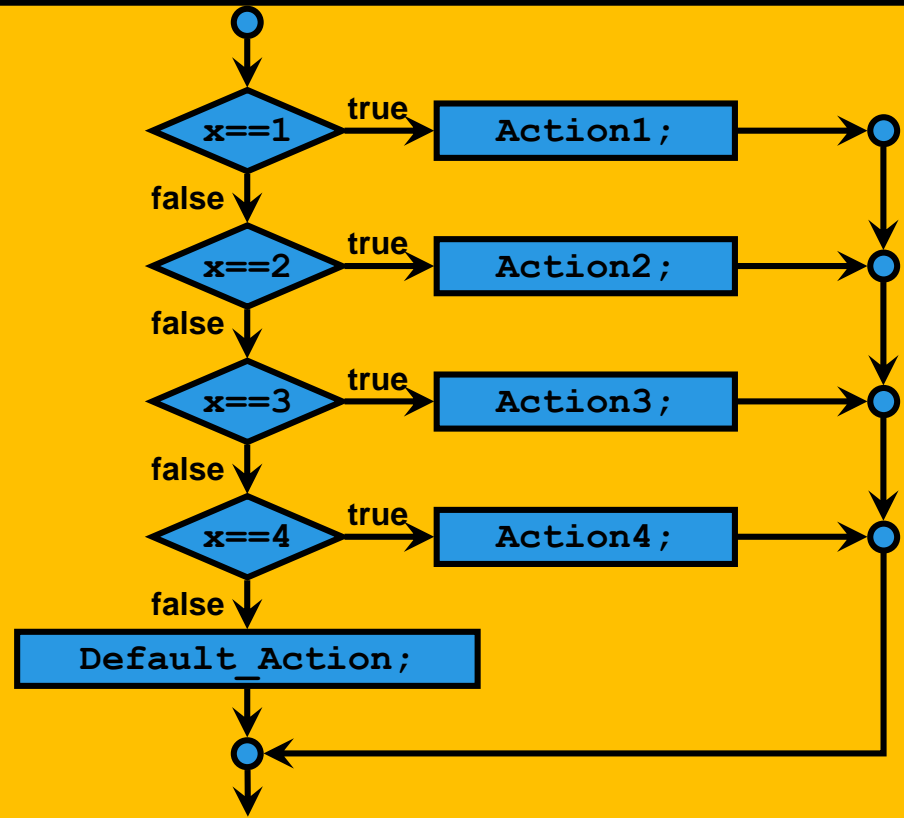 x==1
true
Action1;
false
x==2
true
Action2;
false
x==3
true
Action3;
false
x==4
true
Action4;
false
Default_Action;